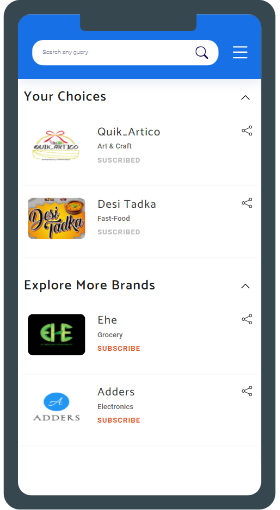 Search any query
Your Choices
QUIK_ARTICO
Quik_Artico
Art & Craft
SUSCRIBED
Desi
Tadka
Desi Tadka
Fast-Food
SUSCRIBED
Explore More Brands
EHE
Ehe
Grocery
SUBSCRIBE
A
ADDERS
Adders
Electronics
SUBSCRIBE